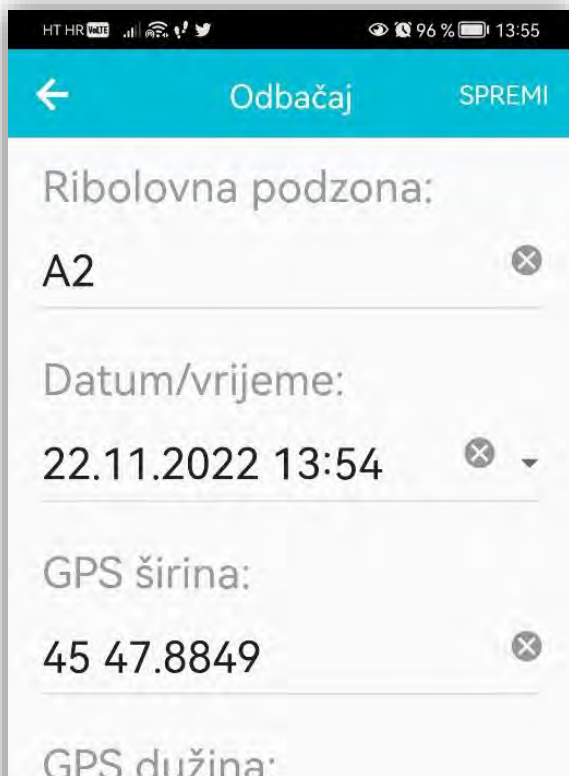 HT HR VoLTE 96 % 13:55
Odbačaj SPREMI
Ribolovna podzona:
A2
Datum/vrijeme:
22.11.2022 13:54
GPS širina:
45 47.8849
GPS dužina: